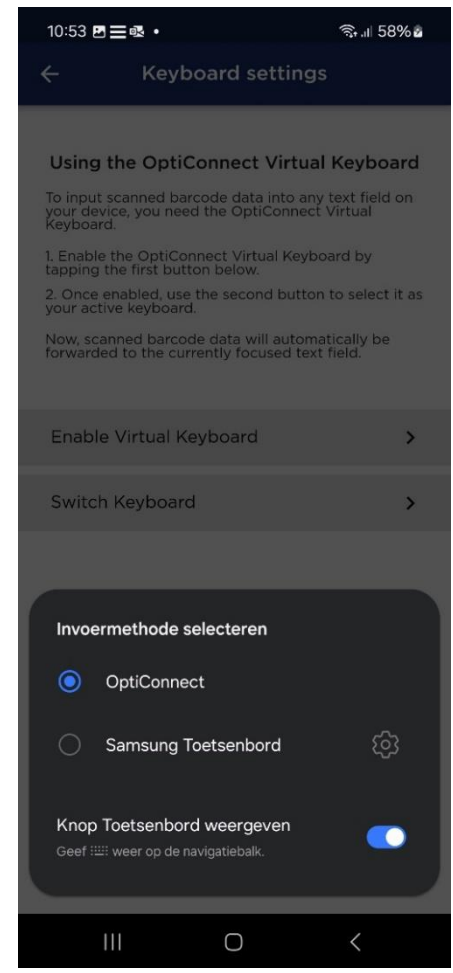 10:53
58%
Keyboard settings
Using the OptiConnect Virtual Keyboard
To input scanned barcode data into any text field on
your device, you need the OptiConnect Virtual
Keyboard.
1. Enable the OptiConnect Virtual Keyboard by
tapping the first button below.
2. Once enabled, use the second button to select it as
your active keyboard.
Now, scanned barcode data will automatically be
forwarded to the currently focused text field.
Enable Virtual Keyboard
Switch Keyboard
Invoermethode selecteren
OptiConnect
Samsung Toetsenbord
Knop Toetsenbord weergeven
Geef weer op de navigatiebalk.